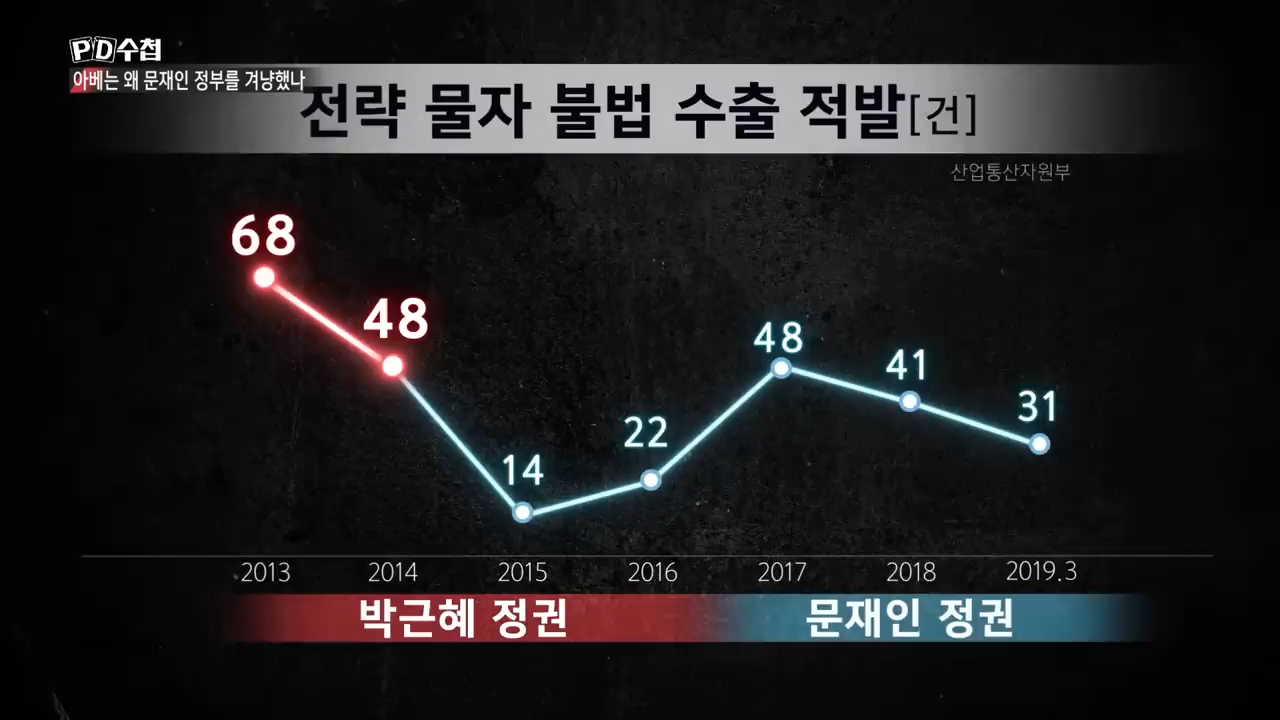 PD수첩
아베는 왜 문재인 정부를 겨냥했나
전략 물자 불법 수출 적발[건]
산업통산자원부
68
48
14
22
48
41
31
2013 2014 2015 2016 2017 2018 2019.3
박근혜 정권 문재인 정권